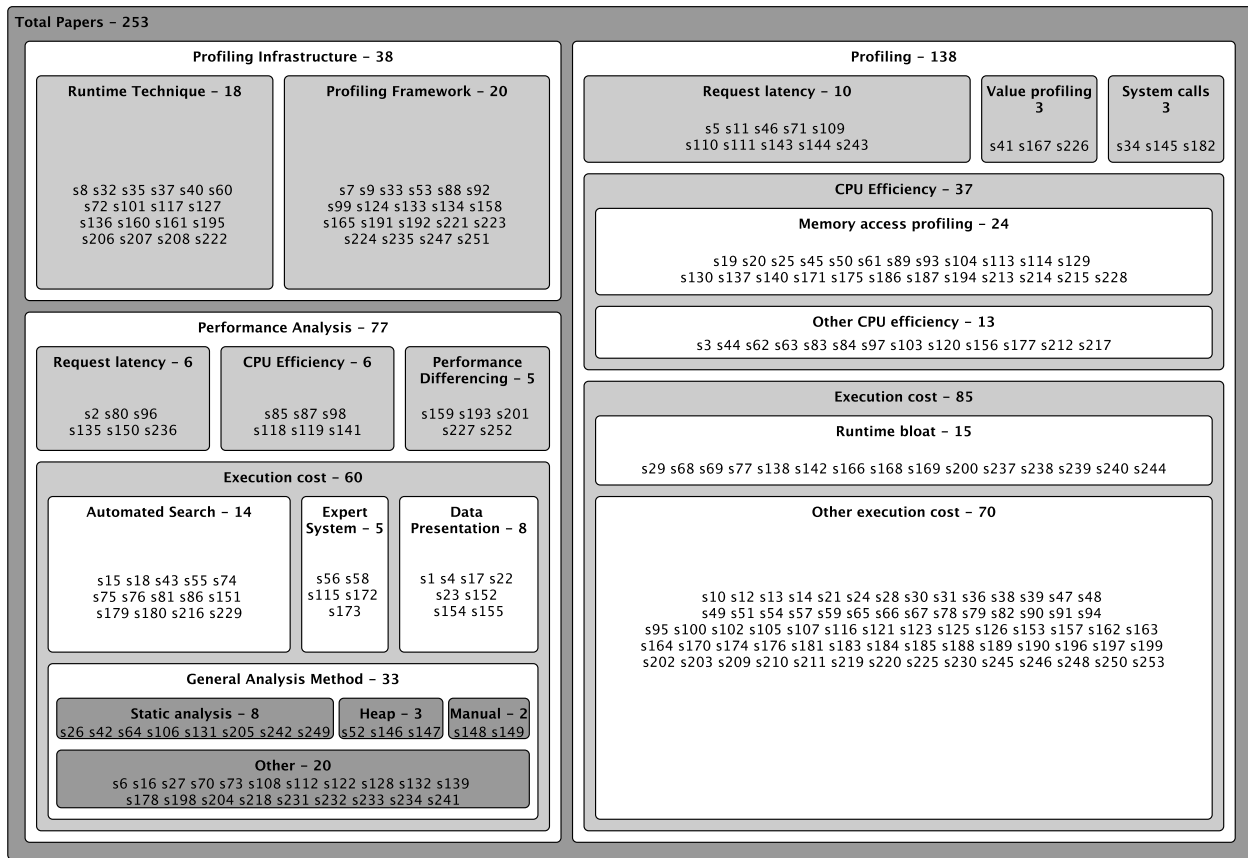 Total Papers – 253
Profiling Infrastructure – 38
Runtime Technique – 18
s8 s32 s35 s37 s40 s60
s72 s101 s117 s127
s136 s160 s161 s195
s206 s207 s208 s222
Profiling Framework – 20
s7 s9 s33 s53 s88 s92
s99 s124 s133 s134 s158
s165 s191 s192 s221 s223
s224 s235 s247 s251
Performance Analysis – 77
Request latency – 6
s2 s80 s96
s135 s150 s236
CPU Efficiency – 6
s85 s87 s98
s118 s119 s141
Performance
Differencing – 5
s159 s193 s201
s227 s252
Execution cost – 60
Automated Search – 14
s15 s18 s43 s55 s74
s75 s76 s81 s86 s151
s179 s180 s216 s229
Expert
System – 5
s56 s58
s115 s172
s173
Data
Presentation – 8
s1 s4 s17 s22
s23 s152
s154 s155
General Analysis Method – 33
Static analysis – 8
s26 s42 s64 s106 s131 s205 s242 s249
Heap – 3
s52 s146 s147
Manual – 2
s148 s149
Other – 20
s6 s16 s27 s70 s73 s108 s112 s122 s128 s132 s139
s178 s198 s204 s218 s231 s232 s233 s234 s241
Profiling – 138
Request latency – 10
s5 s11 s46 s71 s109
s110 s111 s143 s144 s243
Value profiling
3
s41 s167 s226
System calls
3
s34 s145 s182
CPU Efficiency – 37
Memory access profiling – 24
s19 s20 s25 s45 s50 s61 s89 s93 s104 s113 s114 s129
s130 s137 s140 s171 s175 s186 s187 s194 s213 s214 s215 s228
Other CPU efficiency – 13
s3 s44 s62 s63 s83 s84 s97 s103 s120 s156 s177 s212 s217
Execution cost – 85
Runtime bloat – 15
s29 s68 s69 s77 s138 s142 s166 s168 s169 s200 s237 s238 s239 s240 s244
Other execution cost – 70
s10 s12 s13 s14 s21 s24 s28 s30 s31 s36 s38 s39 s47 s48
s49 s51 s54 s57 s59 s65 s66 s67 s78 s79 s82 s90 s91 s94
s95 s100 s102 s105 s107 s116 s121 s123 s125 s126 s153 s157 s162 s163
s164 s170 s174 s176 s181 s183 s184 s185 s188 s189 s190 s196 s197 s199
s202 s203 s209 s210 s211 s219 s220 s225 s230 s245 s246 s248 s250 s253